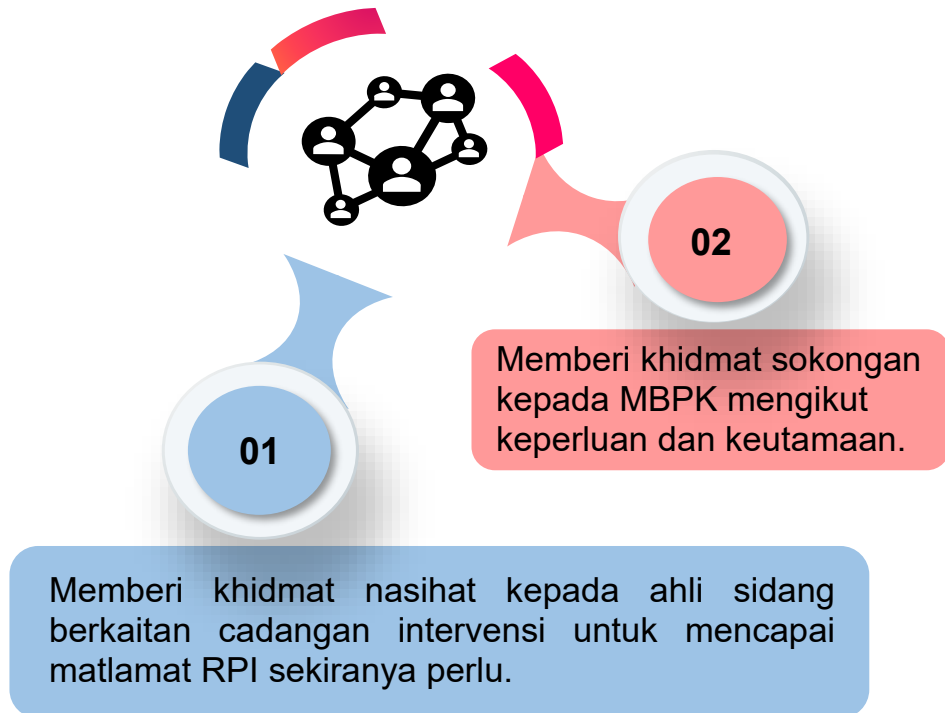 01
Memberi khidmat nasihat kepada ahli sidang
berkaitan cadangan intervensi untuk mencapai
matlamat RPI sekiranya perlu.
02
Memberi khidmat sokongan
kepada MBPK mengikut
keperluan dan keutamaan.